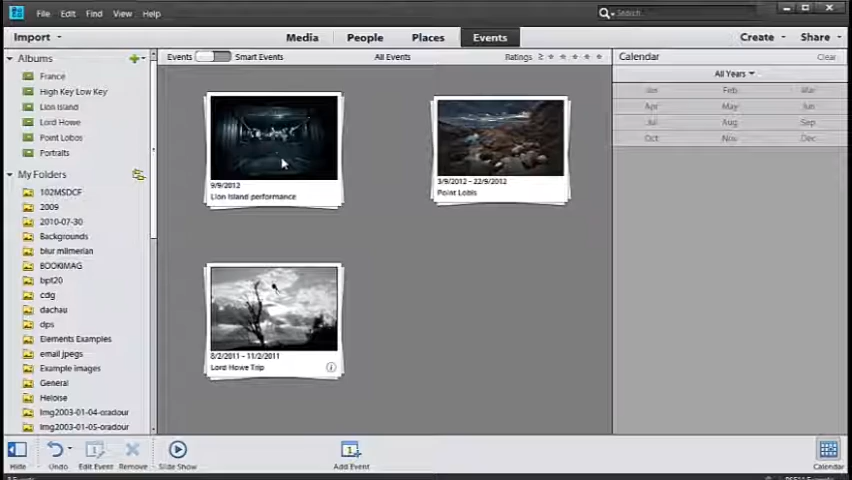 File Edit Find View Help
Search
Import Media People Places Events Create Share
Albums
Events Smart Events All Events Ratings ≥
Calendar Clear
All Years
Jan Feb Mar
Apr May Jun
Jul Aug Sep
Oct Nov Dec
France
High Key Low Key
Lion Island
Lord Howe
Point Lobos
Portraits
My Folders
102MSDCF
2009
2010-07-30
Backgrounds
blur milmerian
BOOKIMAG
bpt20
cdg
dachau
dps
Elements Examples
email jpegs
Example images
General
Heloise
Img2003-01-04-oradour
Img2003-01-05-oradour
9/9/2012
Lion Island performance
3/9/2012 - 22/9/2012
Point Lobis
8/2/2011 - 11/2/2011
Lord Howe Trip
Hide Undo Edit Event Remove Slide Show Add Event Calendar